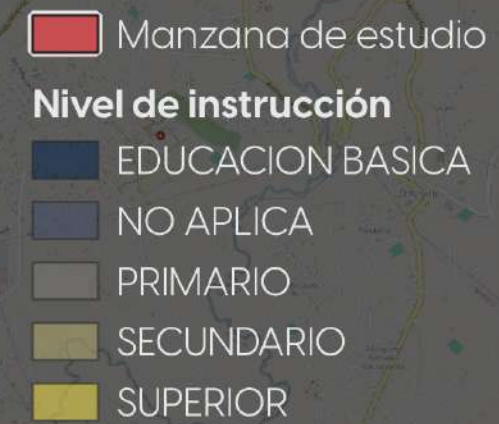 Manzana de estudio
Nivel de instrucción
EDUCACION BASICA
NO APLICA
PRIMARIO
SECUNDARIO
SUPERIOR